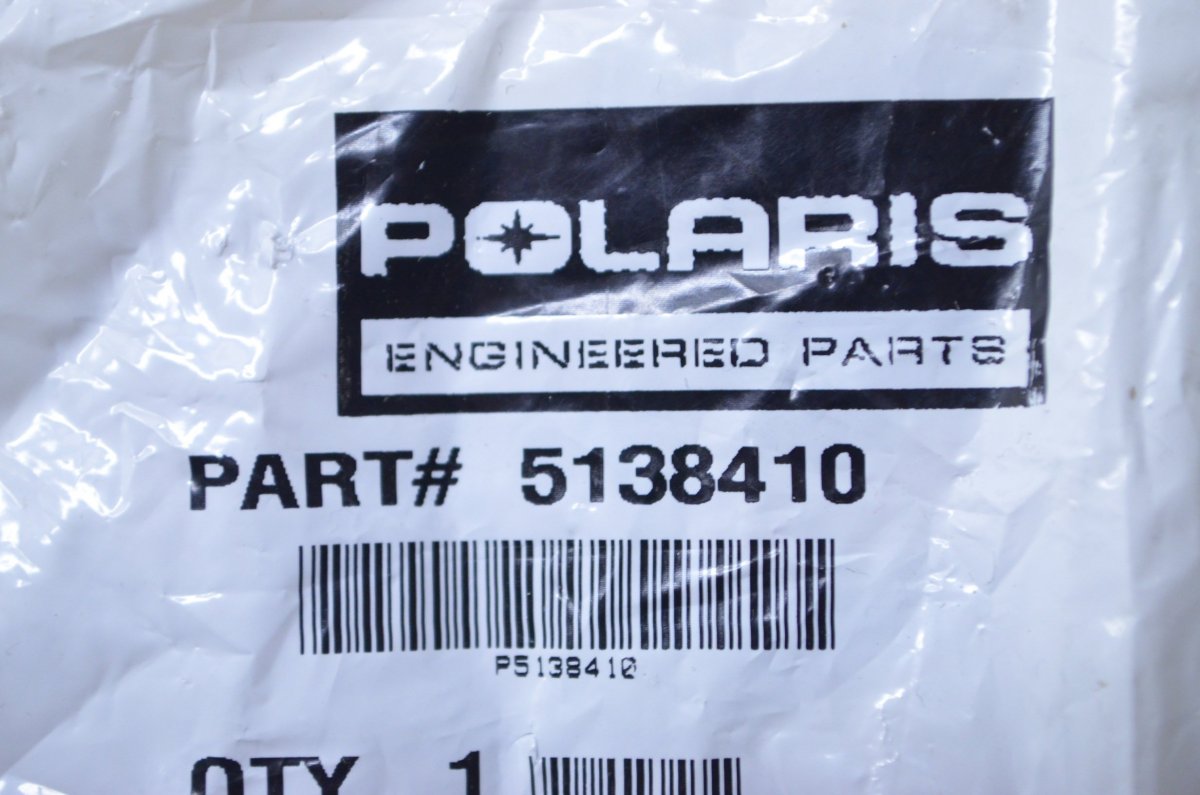 POLARIS
ENGINEERED PARTS
PART# 5138410
P5138410
QTY 1